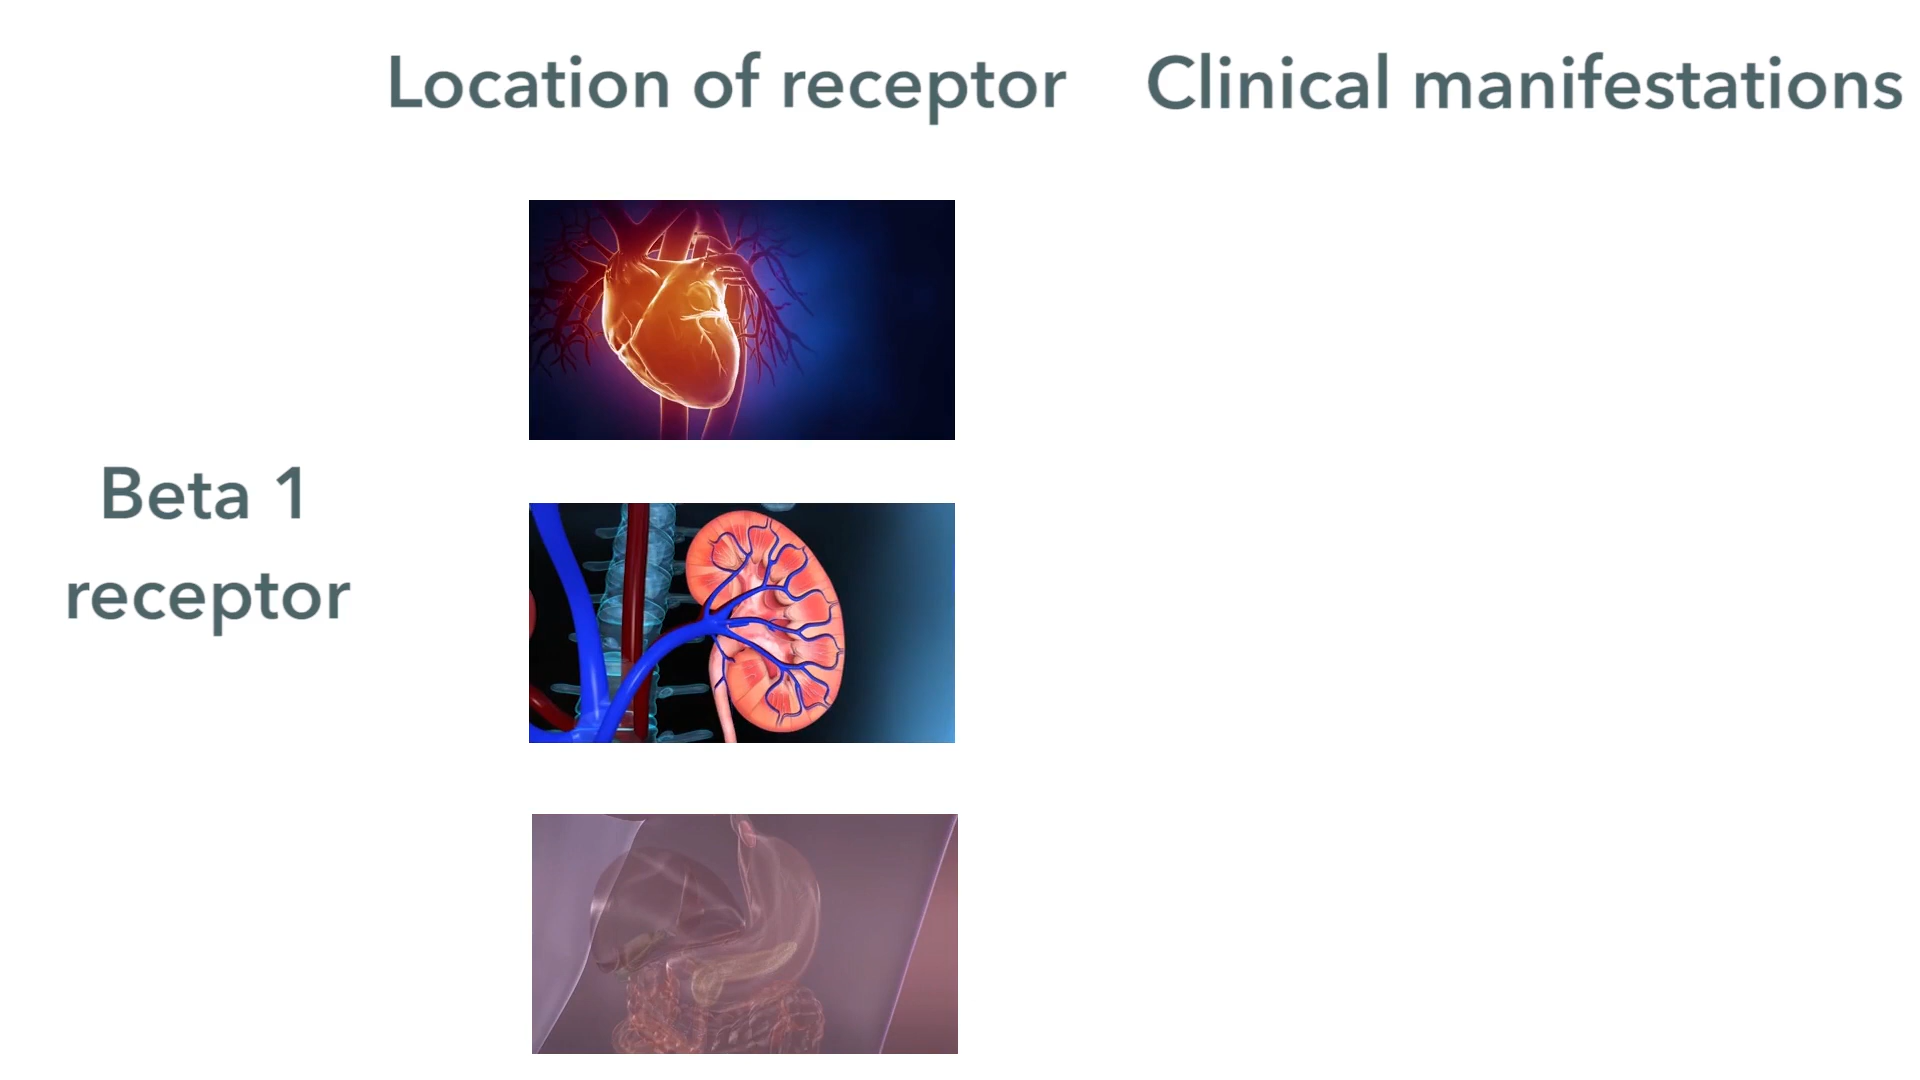 Location of receptor
Clinical manifestations
Beta 1
receptor